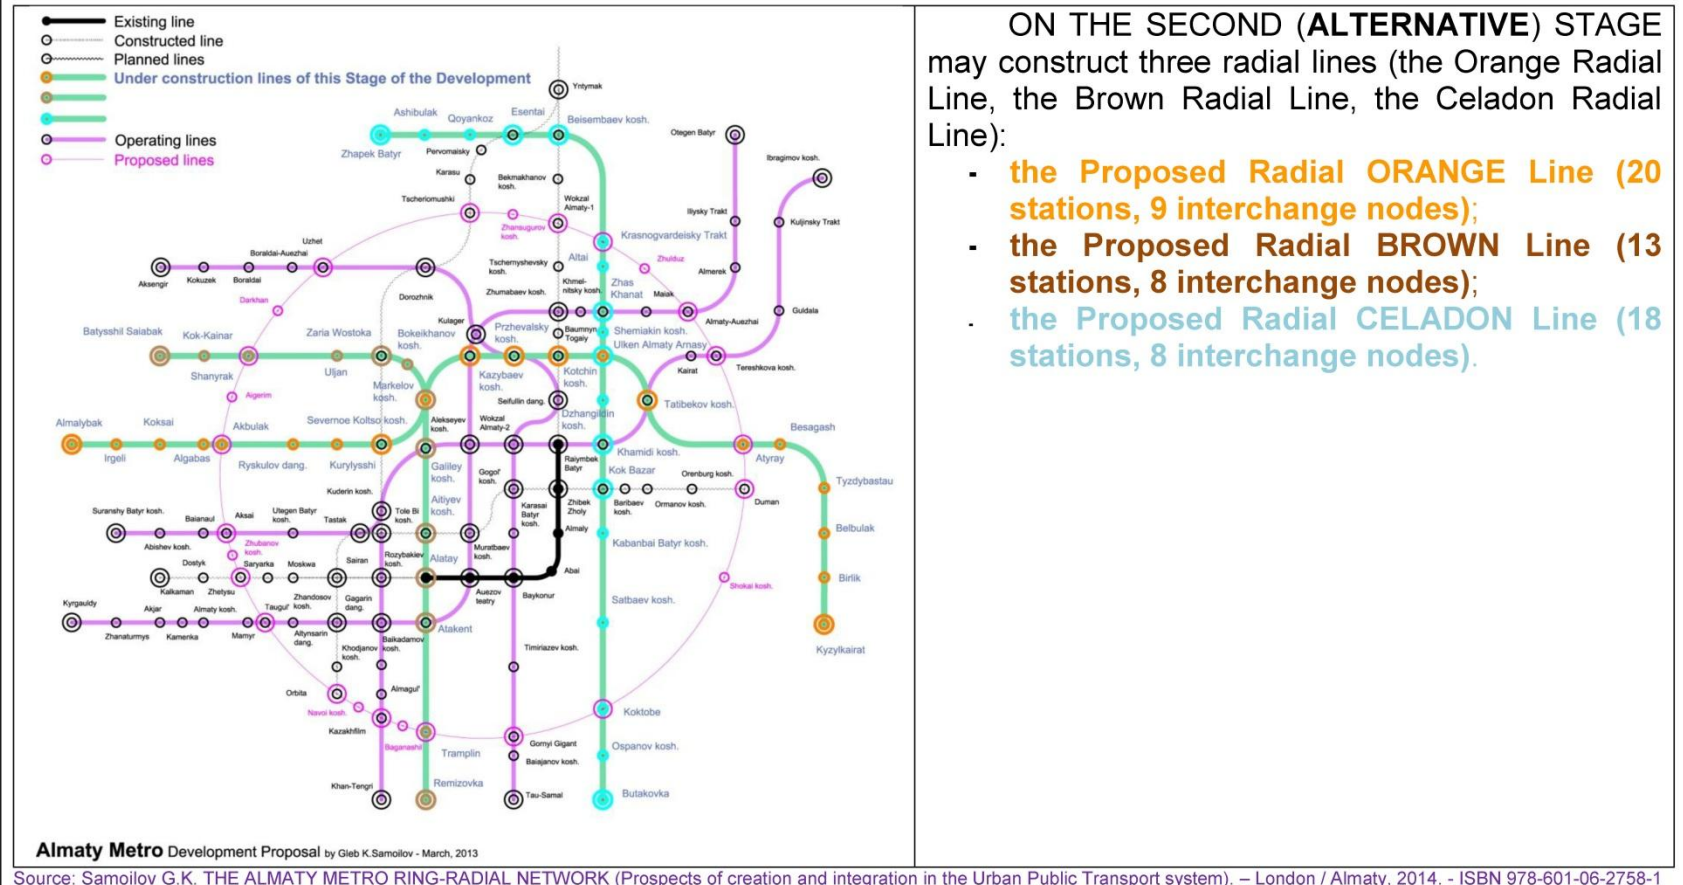 Existing line
Constructed line
Planned lines
Under construction lines of this Stage of the Development
Operating lines
Proposed lines
Yntymak
Ashibulak
Qoyankoz
Esentai
Beisembaev kosh.
Zhapek Batyr
Pervomaisky
Otegen Batyr
Ibragimov kosh.
Karasu
Bekmakhanov
kosh.
Tscheriomushki
Wokzal
Almaty-1
Zhansugurov
kosh.
Iliysky Trakt
Kuljinsky Trakt
Krasnogvardeisky Trakt
Uzhet
Boraldai-Auezhai
Altai
Tschernyshevsky
kosh.
Zhulduz
Almerek
Aksengir
Kokuzek
Boraldai
Khmel-
nitsky kosh.
Zhas
Khanat
Darkhan
Dorozhnik
Zhumabaev kosh.
Maiak
Almaty-Auezhai
Guldala
Kulager
Batysshil Saiabak
Kok-Kainar
Zaria Wostoka
Bokeikhanov
kosh.
Przhevalsky
kosh.
Baumnyn
Togaiy
Shemiakin kosh.
Ulken Almaty Arnasy
Shanyrak
Uljan
Kazybaev
kosh.
Kotchin
kosh.
Kairat
Tereshkova kosh.
Markelov
kosh.
Aigerim
Seifullin dang.
Tatibekov kosh.
Almalybak
Koksai
Akbulak
Severnoe Koltso kosh.
Alekseyev
kosh.
Wokzal
Almaty-2
Dzhangildin
kosh.
Besagash
Irgeli
Algabas
Ryskulov dang.
Kurylysshi
Galiley
kosh.
Raiymbek
Batyr
Khamidi kosh.
Atyray
Kok Bazar
Gogol'
kosh.
Orenburg kosh.
Tyzdybastau
Kuderin kosh.
Aitiyev
kosh.
Karasai
Batyr
kosh.
Zhibek
Zholy
Baribaev
kosh.
Ormanov kosh.
Duman
Suranshy Batyr kosh.
Baianaul
Aksai
Utegen Batyr
kosh.
Tastak
Tole Bi
kosh.
Almaly
Belbulak
Abishev kosh.
Zhubanov
kosh.
Sairan
Rozybakiev
kosh.
Alatay
Muratbaev
kosh.
Kabanbai Batyr kosh.
Dostyk
Saryarka
Moskwa
Abai
Birlik
Kalkaman
Zhetysu
Zhandosov
kosh.
Gagarin
dang.
Auezov
teatry
Baykonur
Shokai kosh.
Kyrgauldy
Akjar
Almaty kosh.
Taugul'
Satbaev kosh.
Zhanaturmys
Kamenka
Mamyr
Altynsarin
dang.
Baikadamov
kosh.
Atakent
Kyzylkairat
Khodjanov
kosh.
Timiriazev kosh.
Orbita
Almagul'
Navoi kosh.
Koktobe
Kazakhfilm
Baganashil
Tramplin
Gornyi Gigant
Baiajanov kosh.
Ospanov kosh.
Khan-Tengri
Remizovka
Tau-Samal
Butakovka
Almaty Metro Development Proposal by Gleb K.Samoilov - March, 2013
ON THE SECOND (ALTERNATIVE) STAGE
may construct three radial lines (the Orange Radial
Line, the Brown Radial Line, the Celadon Radial
Line):
- the Proposed Radial ORANGE Line (20
stations, 9 interchange nodes);
- the Proposed Radial BROWN Line (13
stations, 8 interchange nodes);
- the Proposed Radial CELADON Line (18
stations, 8 interchange nodes).
Source: Samoilov G.K. THE ALMATY METRO RING-RADIAL NETWORK (Prospects of creation and integration in the Urban Public Transport system). – London / Almaty, 2014. - ISBN 978-601-06-2758-1